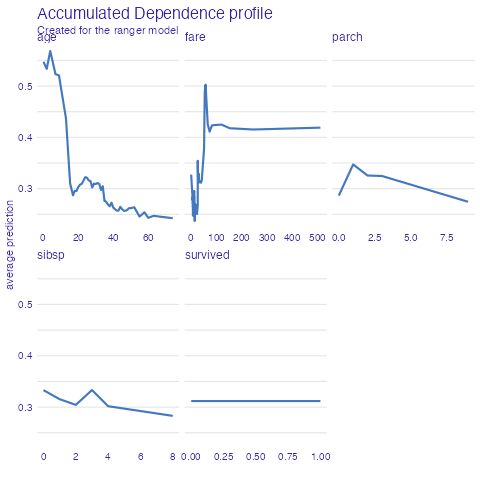 Accumulated Dependence profile
Created for the ranger model
age fare parch
0.5
0.4
0.3
0 20 40 60 0 100 200 300 400 500 0.0 2.5 5.0 7.5
average prediction
sibsp survived
0.5
0.4
0.3
0 2 4 6 8 0.00 0.25 0.50 0.75 1.00